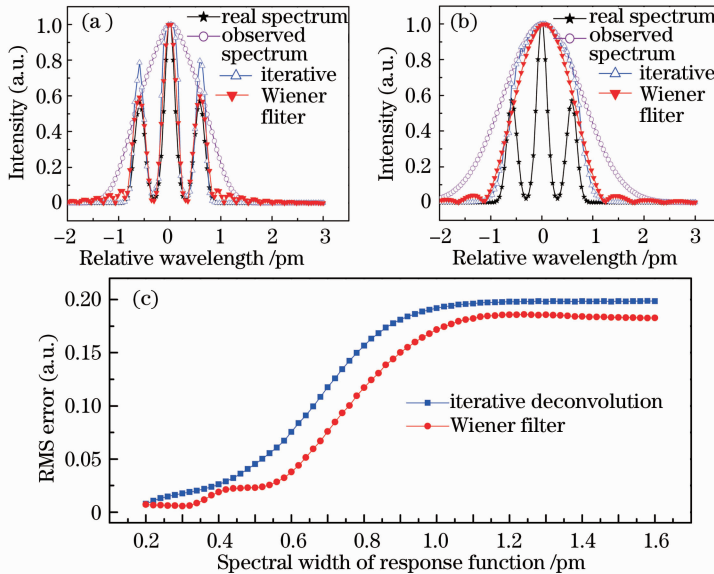 (a)
real spectrum
observed
spectrum
iterative
Wiener
fliter
1.0
0.8
0.6
0.4
0.2
0
Intensity (a.u.)
−2 −1 0 1 2 3
Relative wavelength /pm
(b)
real spectrum
observed
spectrum
iterative
Wiener
fliter
1.0
0.8
0.6
0.4
0.2
0
Intensity (a.u.)
−2 −1 0 1 2 3
Relative wavelength /pm
(c)
0.20
0.15
0.10
0.05
0
RMS error (a.u.)
iterative deconvolution
Wiener filter
0.2 0.4 0.6 0.8 1.0 1.2 1.4 1.6
Spectral width of response function /pm